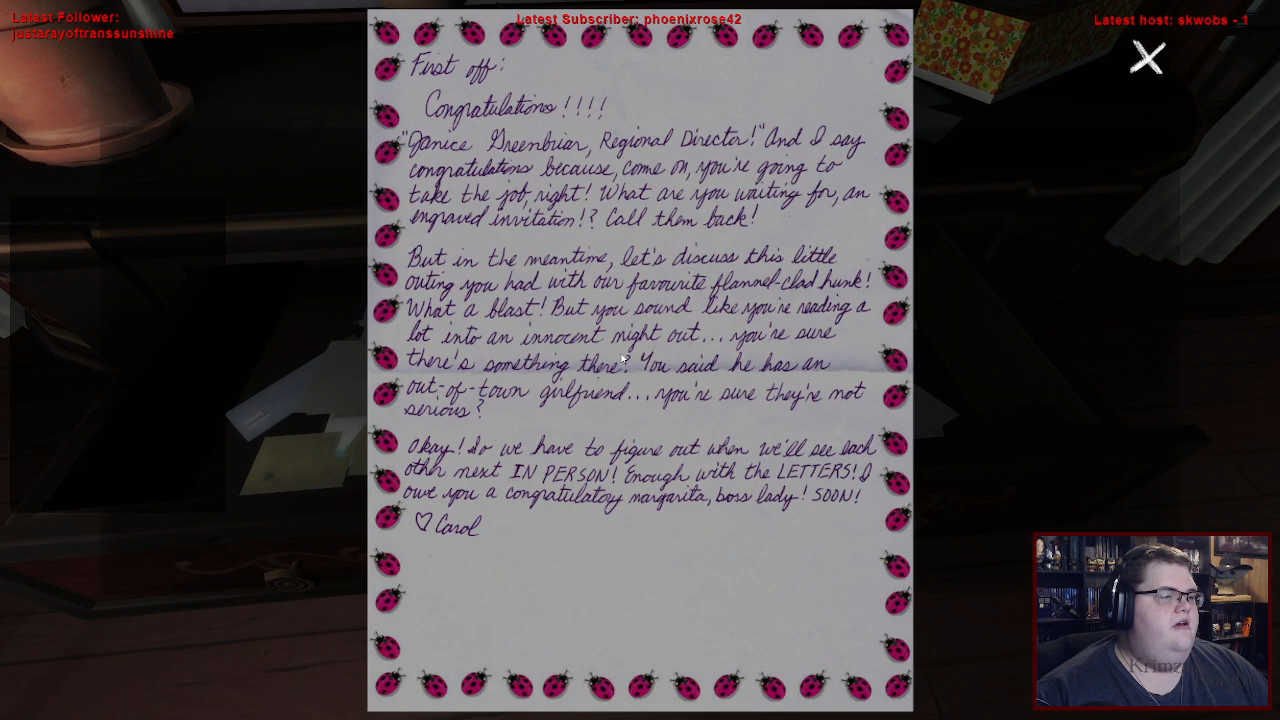 Latest Follower:
justarayoftranssunshine
Latest Subscriber: phoenixrose42
Latest host: skwobs - 1
First off:
Congratulations!!!!
"Janice Greenbriar, Regional Director!" And I say
congratulations because, come on, you're going to
take the job, right! What are you waiting for, an
engraved invitation!? Call them back!
But in the meantime, let's discuss this little
outing you had with our favourite flannel-clad hunk!
What a blast! But you sound like you're reading a
lot into an innocent night out... you're sure
there's something there? You said he has an
out-of-town girlfriend... you're sure they're not
serious?
Okay! So we have to figure out when we'll see each
other next IN PERSON! Enough with the LETTERS! I
owe you a congratulatory margarita, boss lady! SOON!
♡ Carol